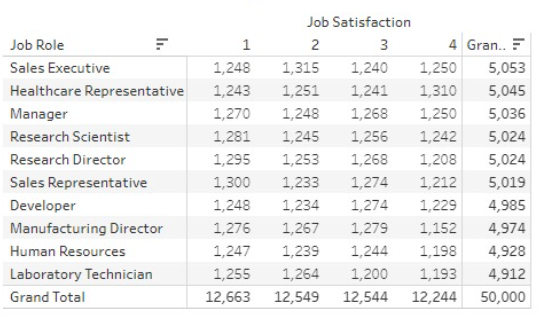 Job Satisfaction
Job Role 1 2 3 4 Gran..
Sales Executive 1,248 1,315 1,240 1,250 5,053
Healthcare Representative 1,243 1,251 1,241 1,310 5,045
Manager 1,270 1,248 1,268 1,250 5,036
Research Scientist 1,281 1,245 1,256 1,242 5,024
Research Director 1,295 1,253 1,268 1,208 5,024
Sales Representative 1,300 1,233 1,274 1,212 5,019
Developer 1,248 1,234 1,274 1,229 4,985
Manufacturing Director 1,276 1,267 1,279 1,152 4,974
Human Resources 1,247 1,239 1,244 1,198 4,928
Laboratory Technician 1,255 1,264 1,200 1,193 4,912
Grand Total 12,663 12,549 12,544 12,244 50,000